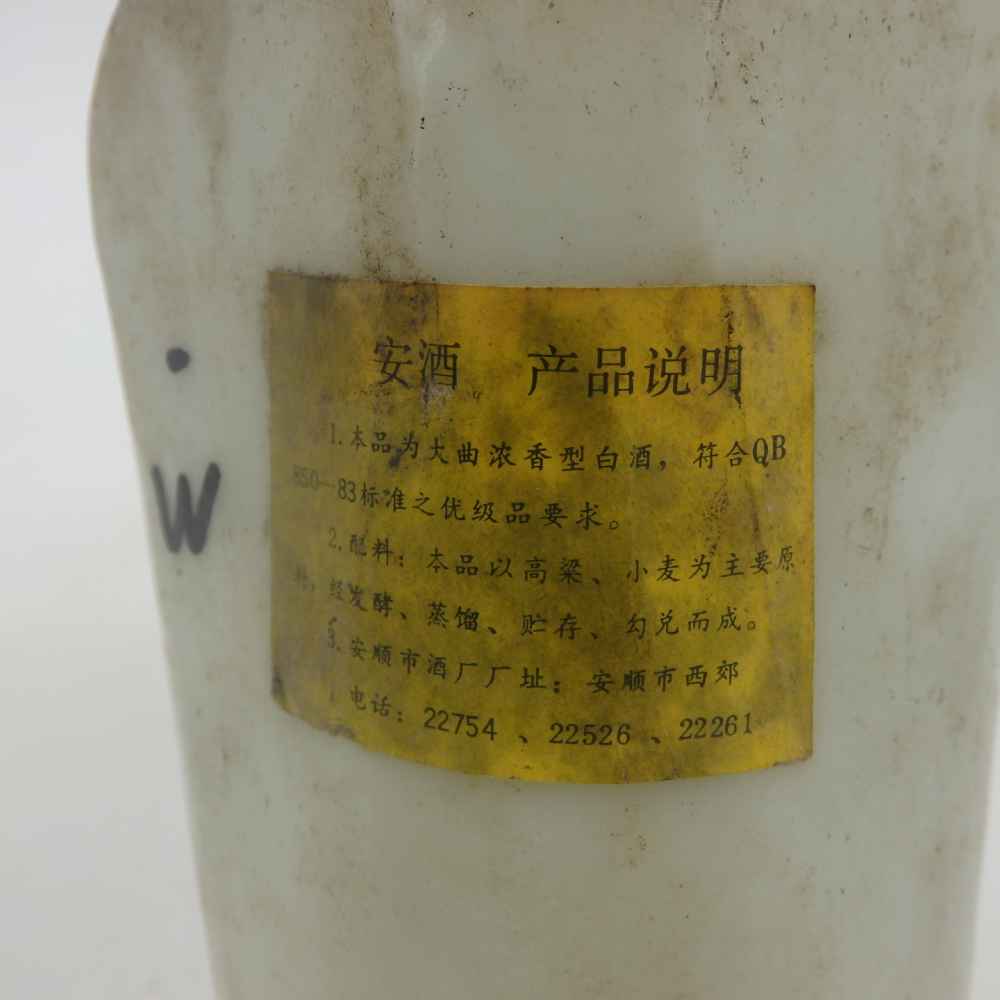 安酒 产品说明
1.本品为大曲浓香型白酒，符合QB
850—83标准之优级品要求。
2.醅料：本品以高梁、小麦为主要原
料，经发酵、蒸馏、贮存、勾兑而成。
3.安顺市酒厂厂址：安顺市西郊
电话：22754、22526、22261
W